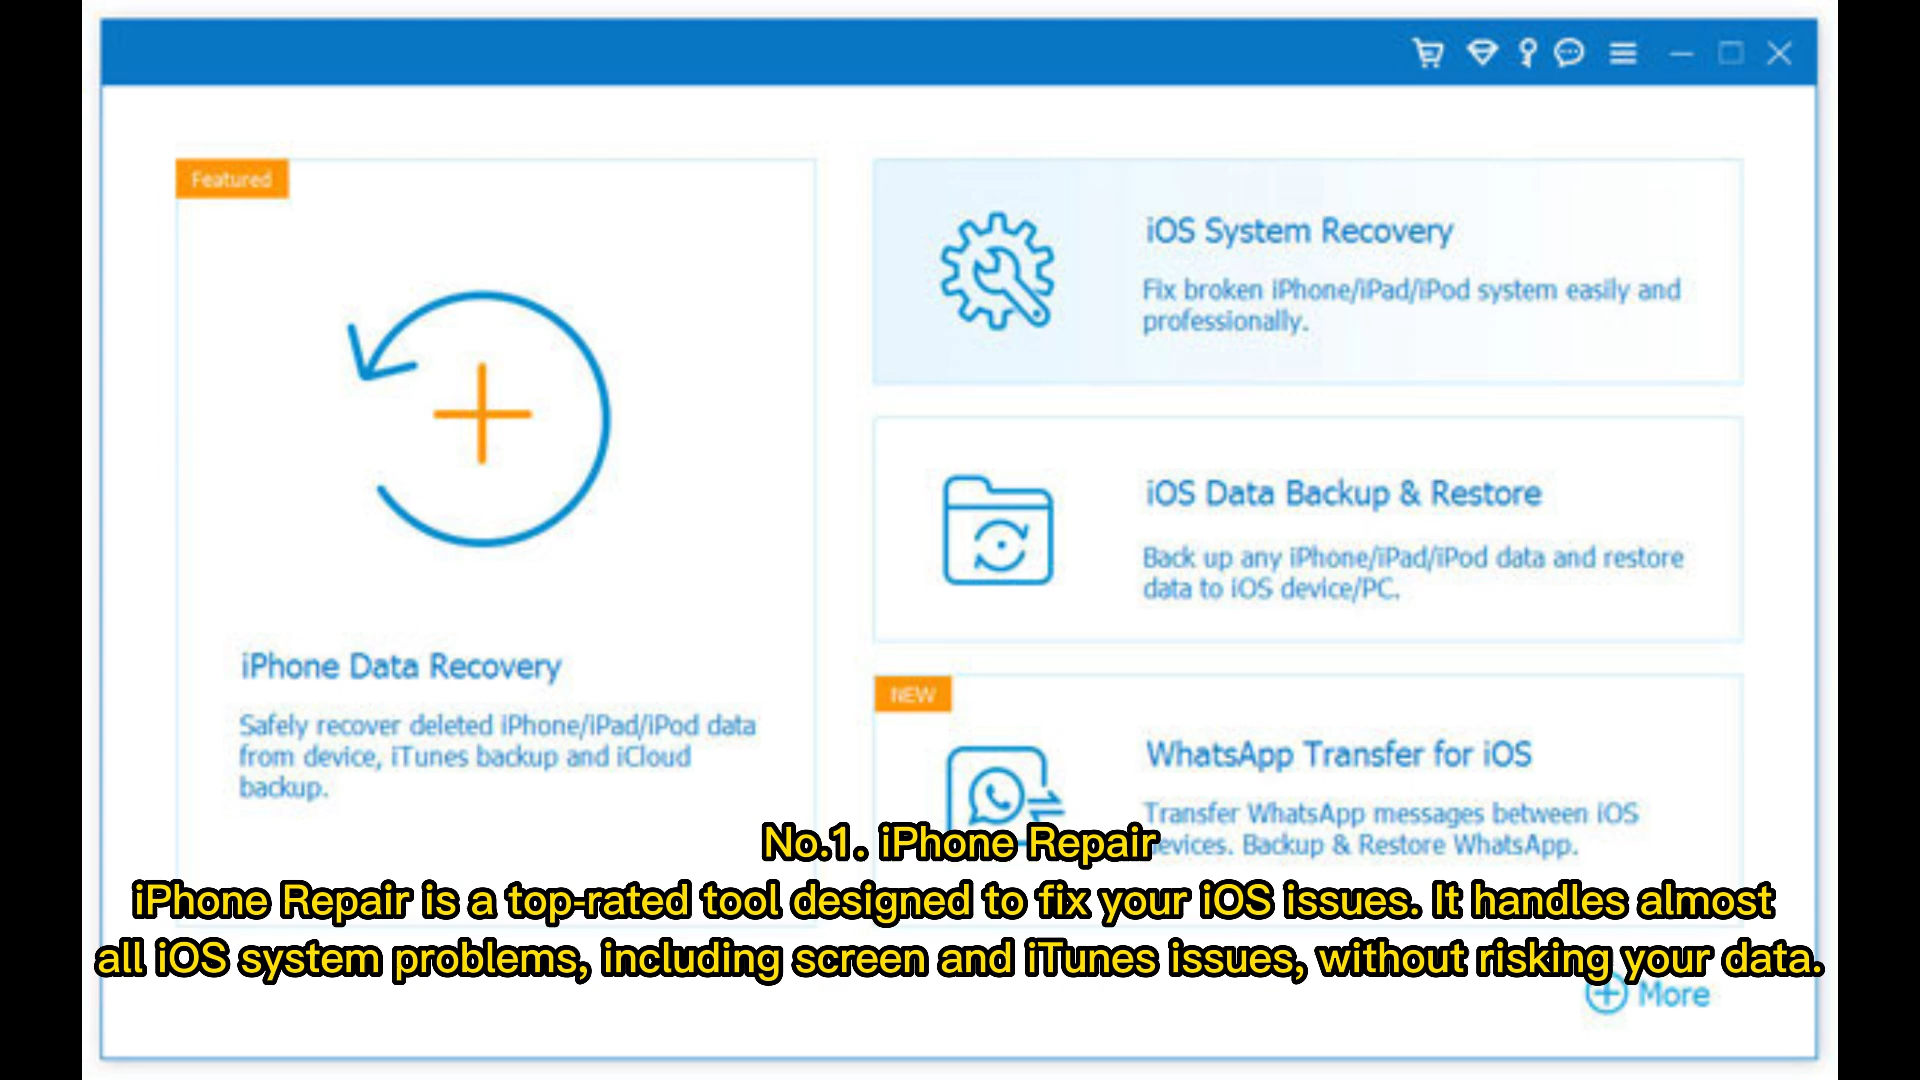 Featured
iPhone Data Recovery
Safely recover deleted iPhone/iPad/iPod data
from device, iTunes backup and iCloud
backup.
iOS System Recovery
Fix broken iPhone/iPad/iPod system easily and
professionally.
iOS Data Backup & Restore
Back up any iPhone/iPad/iPod data and restore
data to iOS device/PC.
NEW
WhatsApp Transfer for iOS
Transfer WhatsApp messages between iOS
devices. Backup & Restore WhatsApp.
No.1. iPhone Repair
iPhone Repair is a top-rated tool designed to fix your iOS issues. It handles almost
all iOS system problems, including screen and iTunes issues, without risking your data.
More